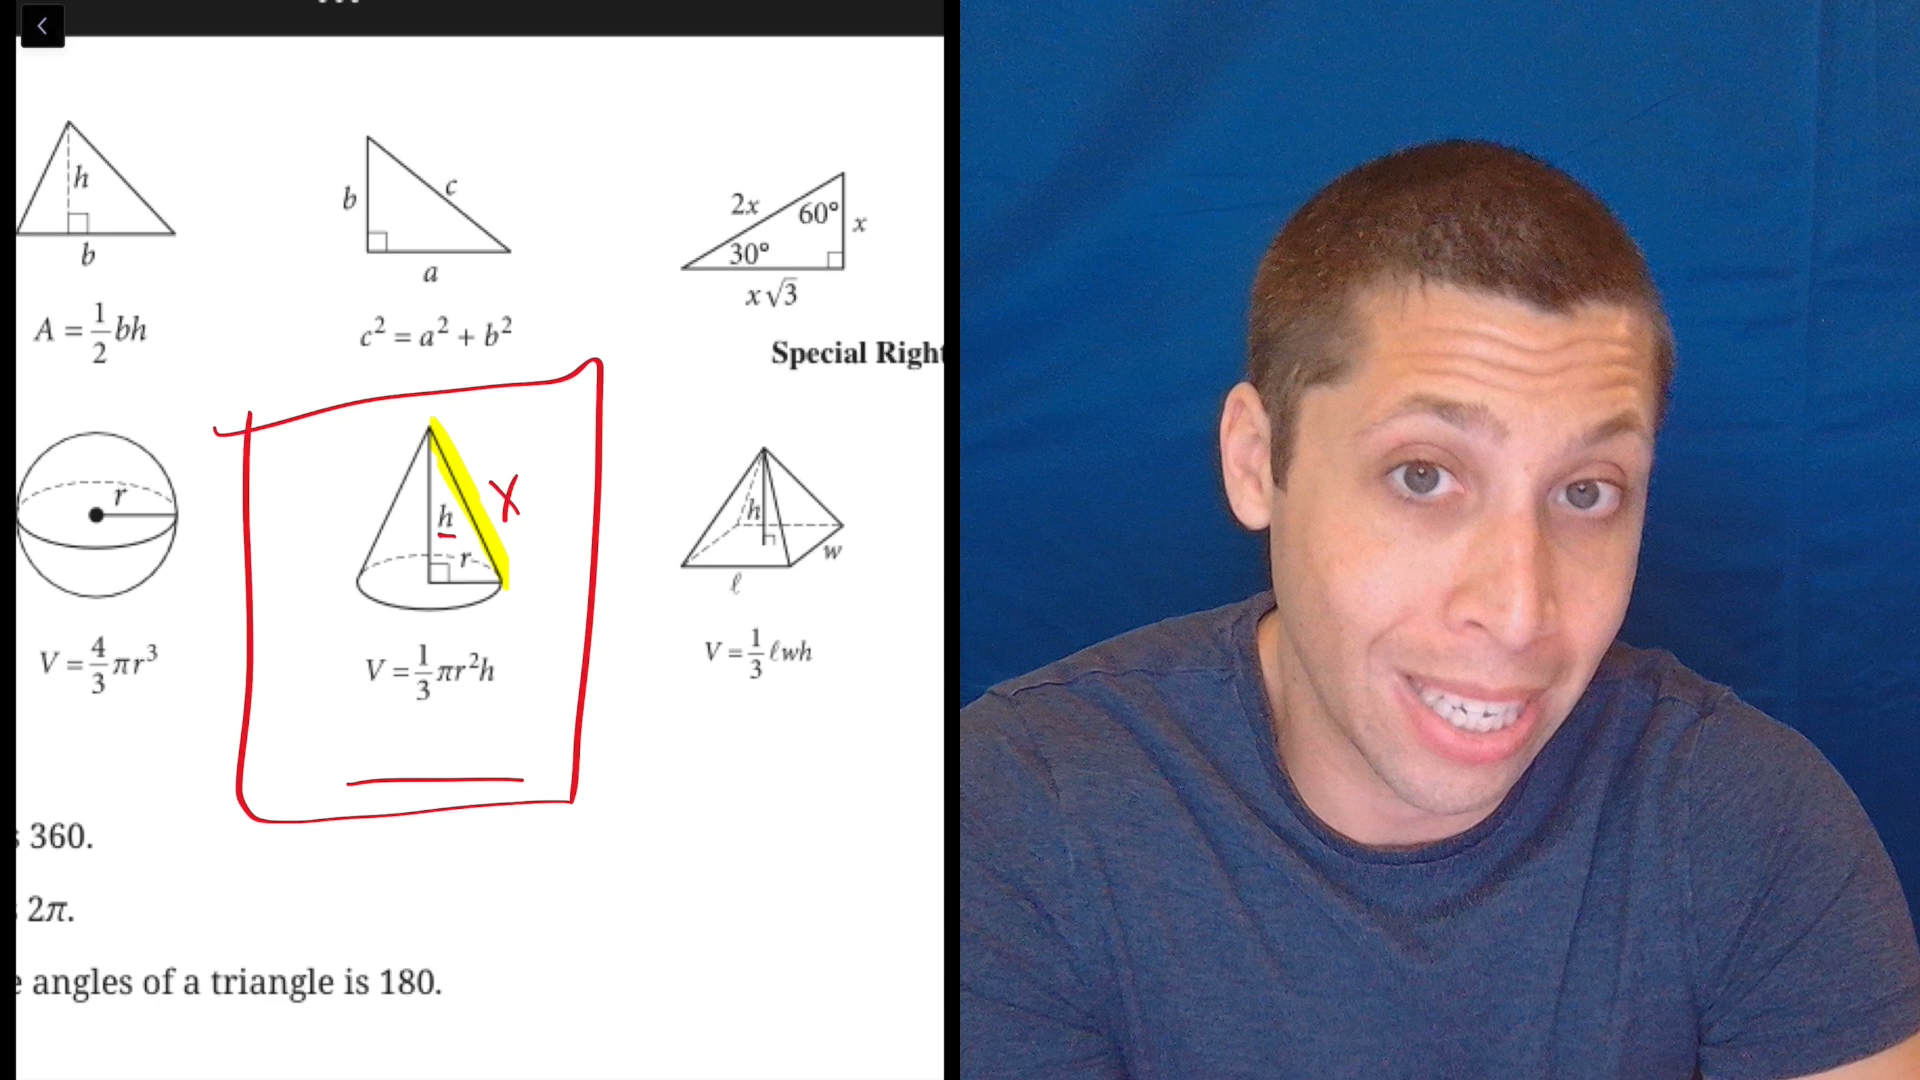 h
b
A = 1/2 bh
b
c
a
c² = a² + b²
2x
60°
x
30°
x√3
Special Right
r
V = 4/3 πr³
h
x
r
V = 1/3 πr²h
h
w
ℓ
V = 1/3 ℓwh
360.
2π.
angles of a triangle is 180.